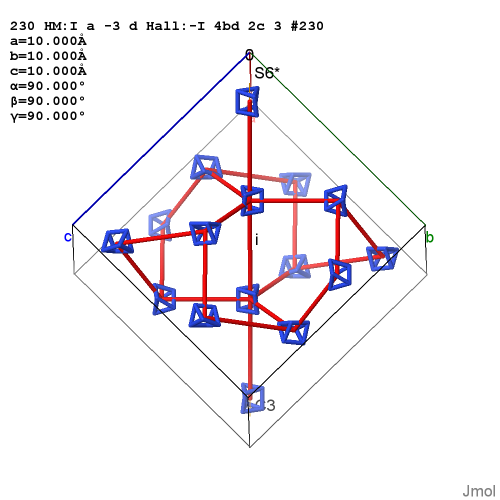 230 HM:I a -3 d Hall:-I 4bd 2c 3 #230
a=10.000Å
b=10.000Å
c=10.000Å
α=90.000°
β=90.000°
γ=90.000°
0
S6*
c
i
b
C3
Jmol